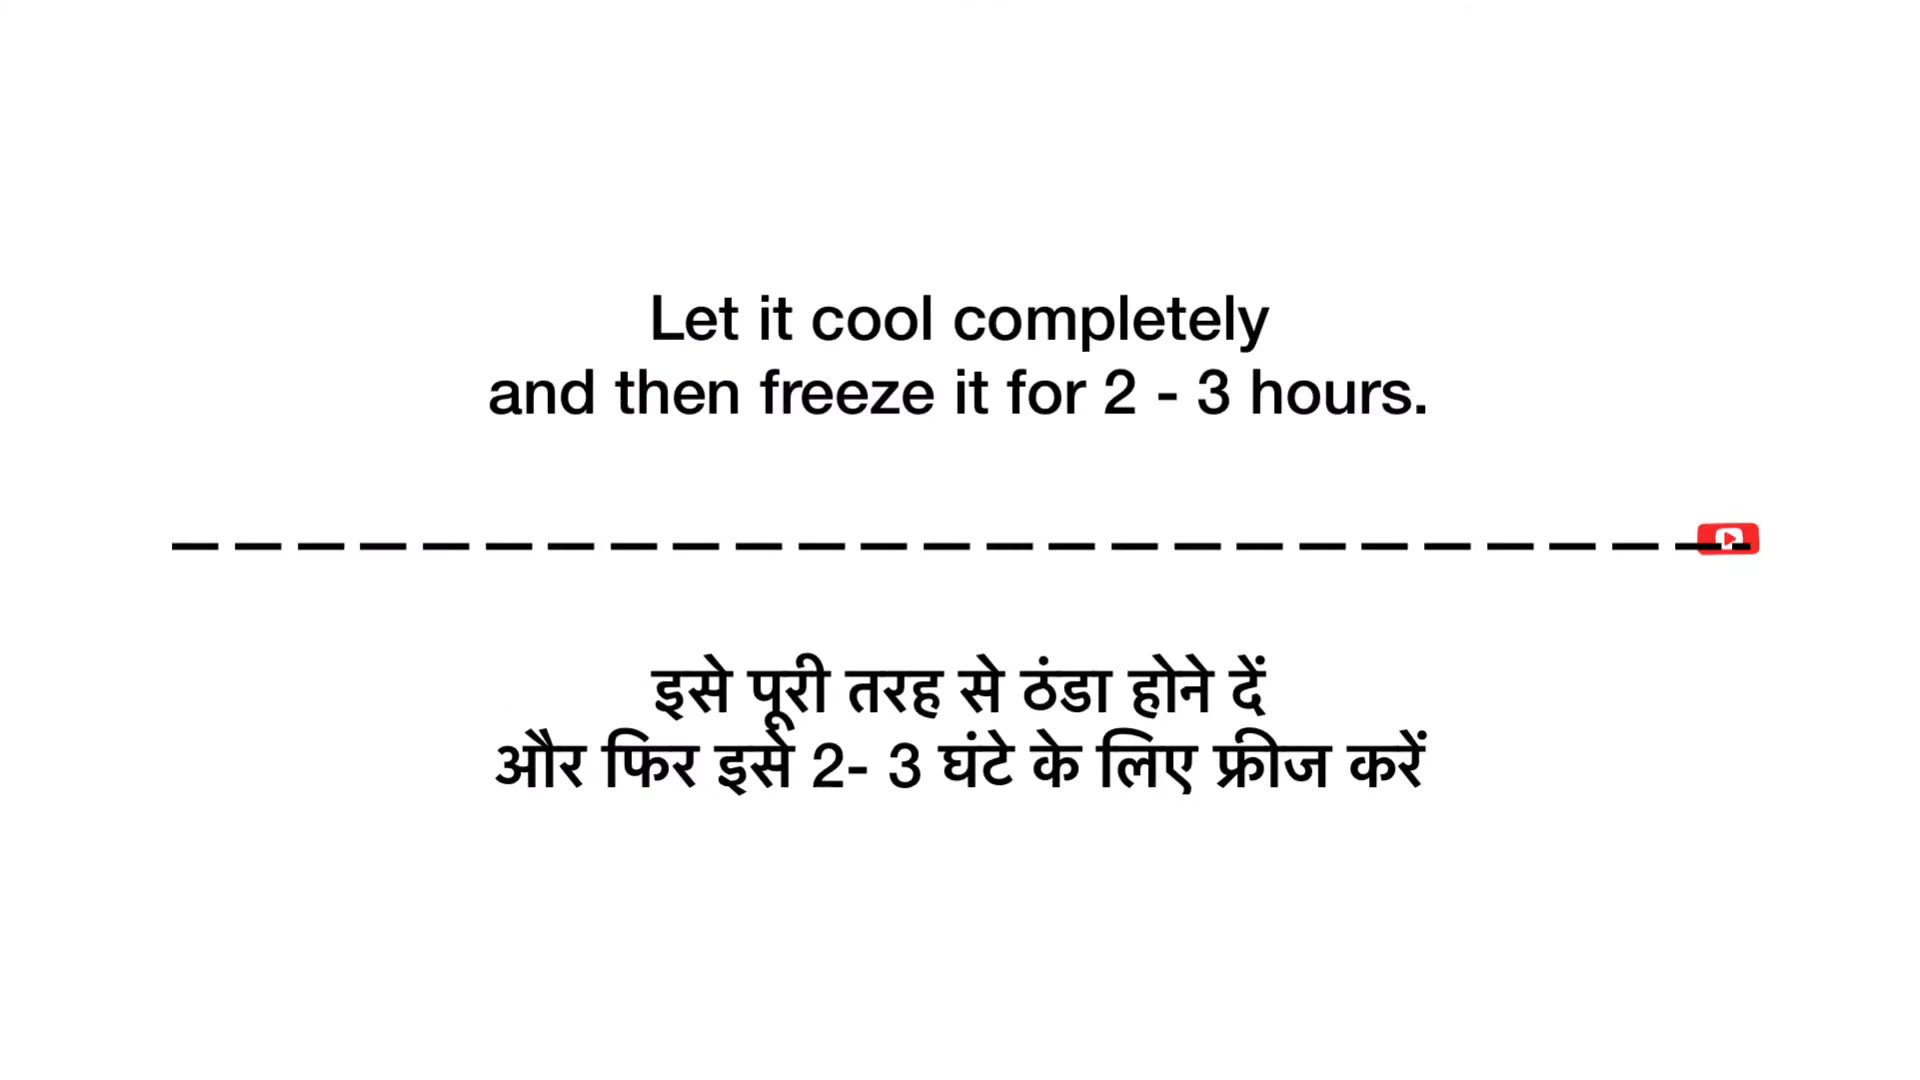 Let it cool completely
and then freeze it for 2 - 3 hours.
इसे पूरी तरह से ठंडा होने दें
और फिर इसे 2- 3 घंटे के लिए फ्रीज करें